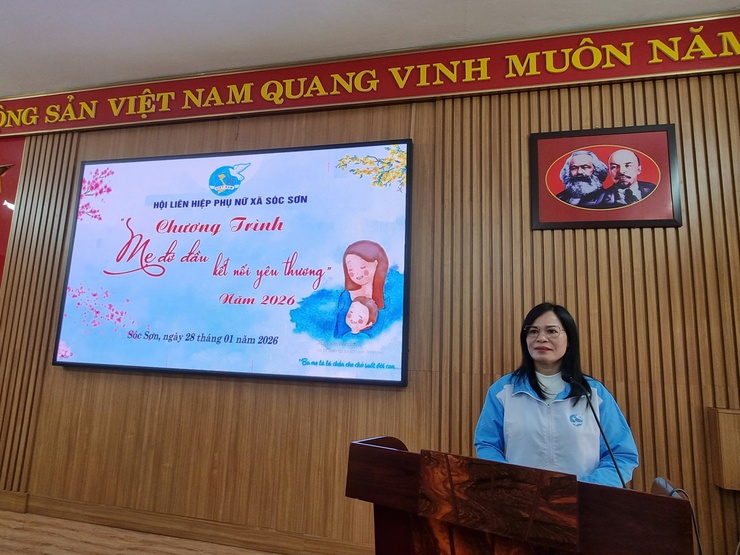 ỘNG SẢN VIỆT NAM QUANG VINH MUÔN NĂM
HỘI LIÊN HIỆP PHỤ NỮ XÃ SÓC SƠN
Chương Trình
"Mẹ đỡ đầu
kết nối yêu thương"
Năm 2026
Sóc Sơn, ngày 28 tháng 01 năm 2026